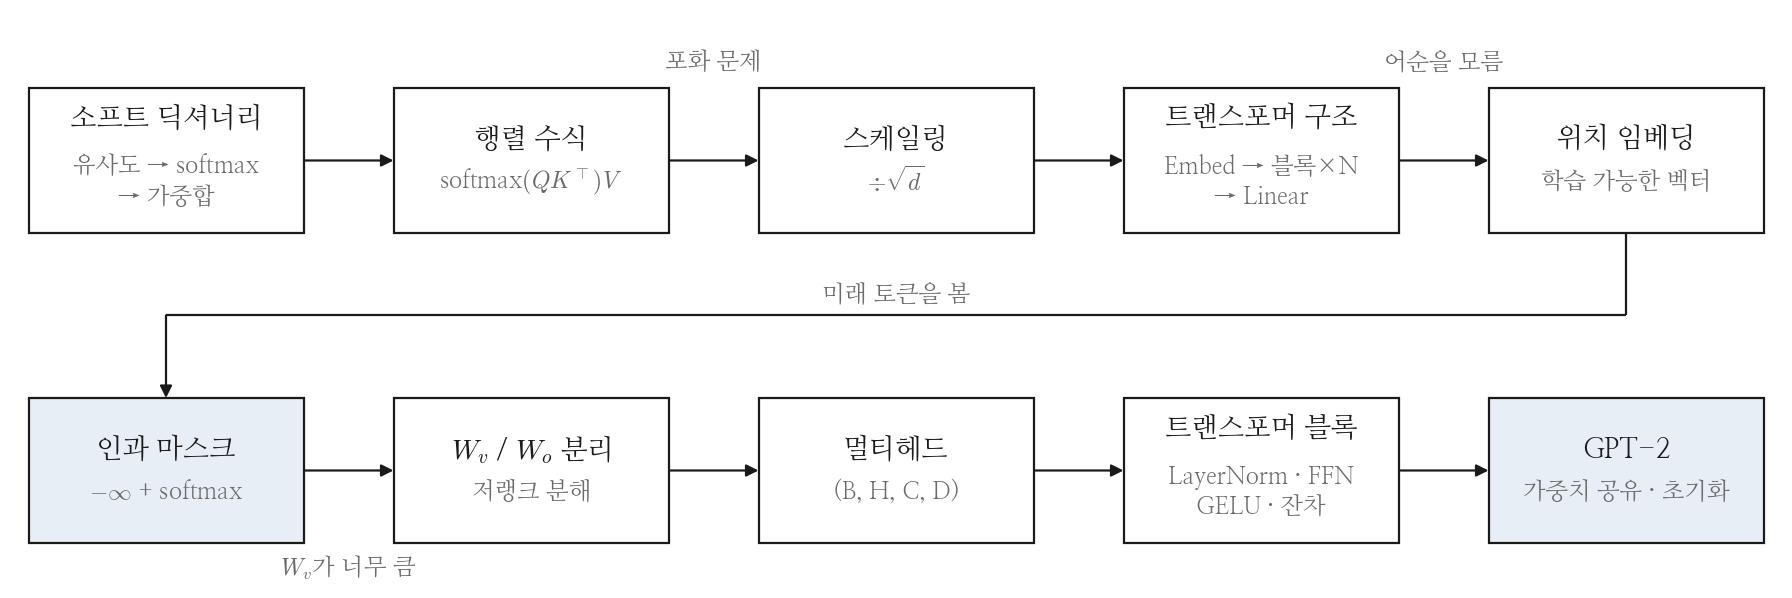 포화 문제
어순을 모름
소프트 딕셔너리
유사도 → softmax
→ 가중합
행렬 수식
softmax(QK⊤)V
스케일링
÷√d
트랜스포머 구조
Embed → 블록×N
→ Linear
위치 임베딩
학습 가능한 벡터
미래 토큰을 봄
인과 마스크
−∞ + softmax
Wv / Wo 분리
저랭크 분해
멀티헤드
(B, H, C, D)
트랜스포머 블록
LayerNorm · FFN
GELU · 잔차
GPT−2
가중치 공유 · 초기화
Wv가 너무 큼